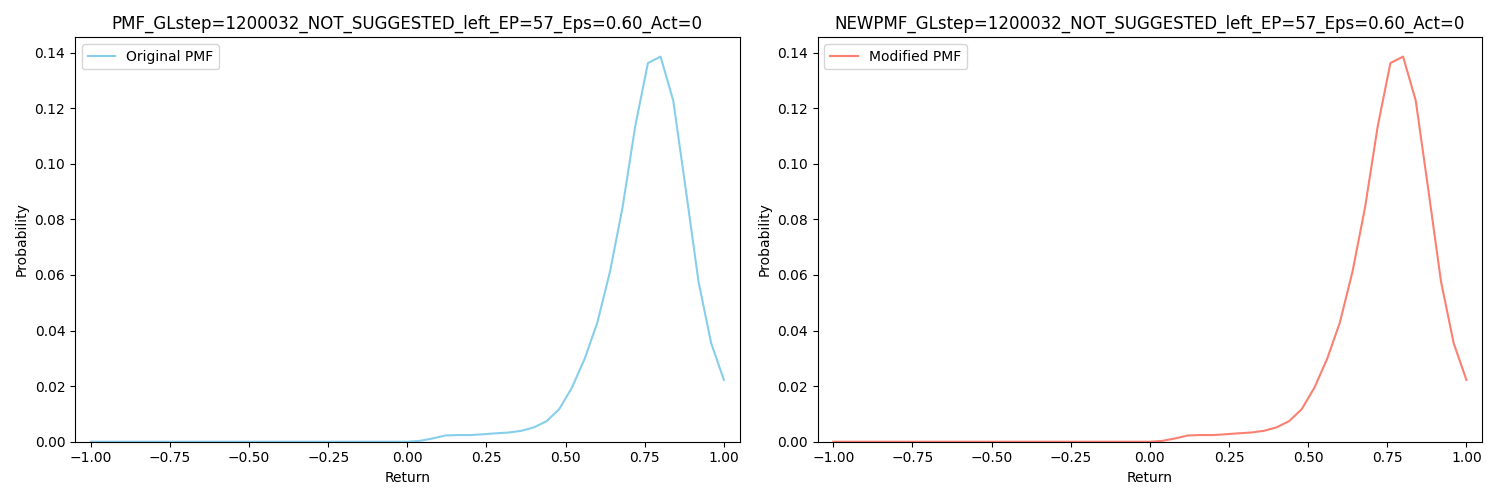 PMF_GLstep=1200032_NOT_SUGGESTED_left_EP=57_Eps=0.60_Act=0
Original PMF
0.14
0.12
0.10
0.08
0.06
0.04
0.02
0.00
Probability
−1.00 −0.75 −0.50 −0.25 0.00 0.25 0.50 0.75 1.00
Return
NEWPMF_GLstep=1200032_NOT_SUGGESTED_left_EP=57_Eps=0.60_Act=0
Modified PMF
0.14
0.12
0.10
0.08
0.06
0.04
0.02
0.00
Probability
−1.00 −0.75 −0.50 −0.25 0.00 0.25 0.50 0.75 1.00
Return